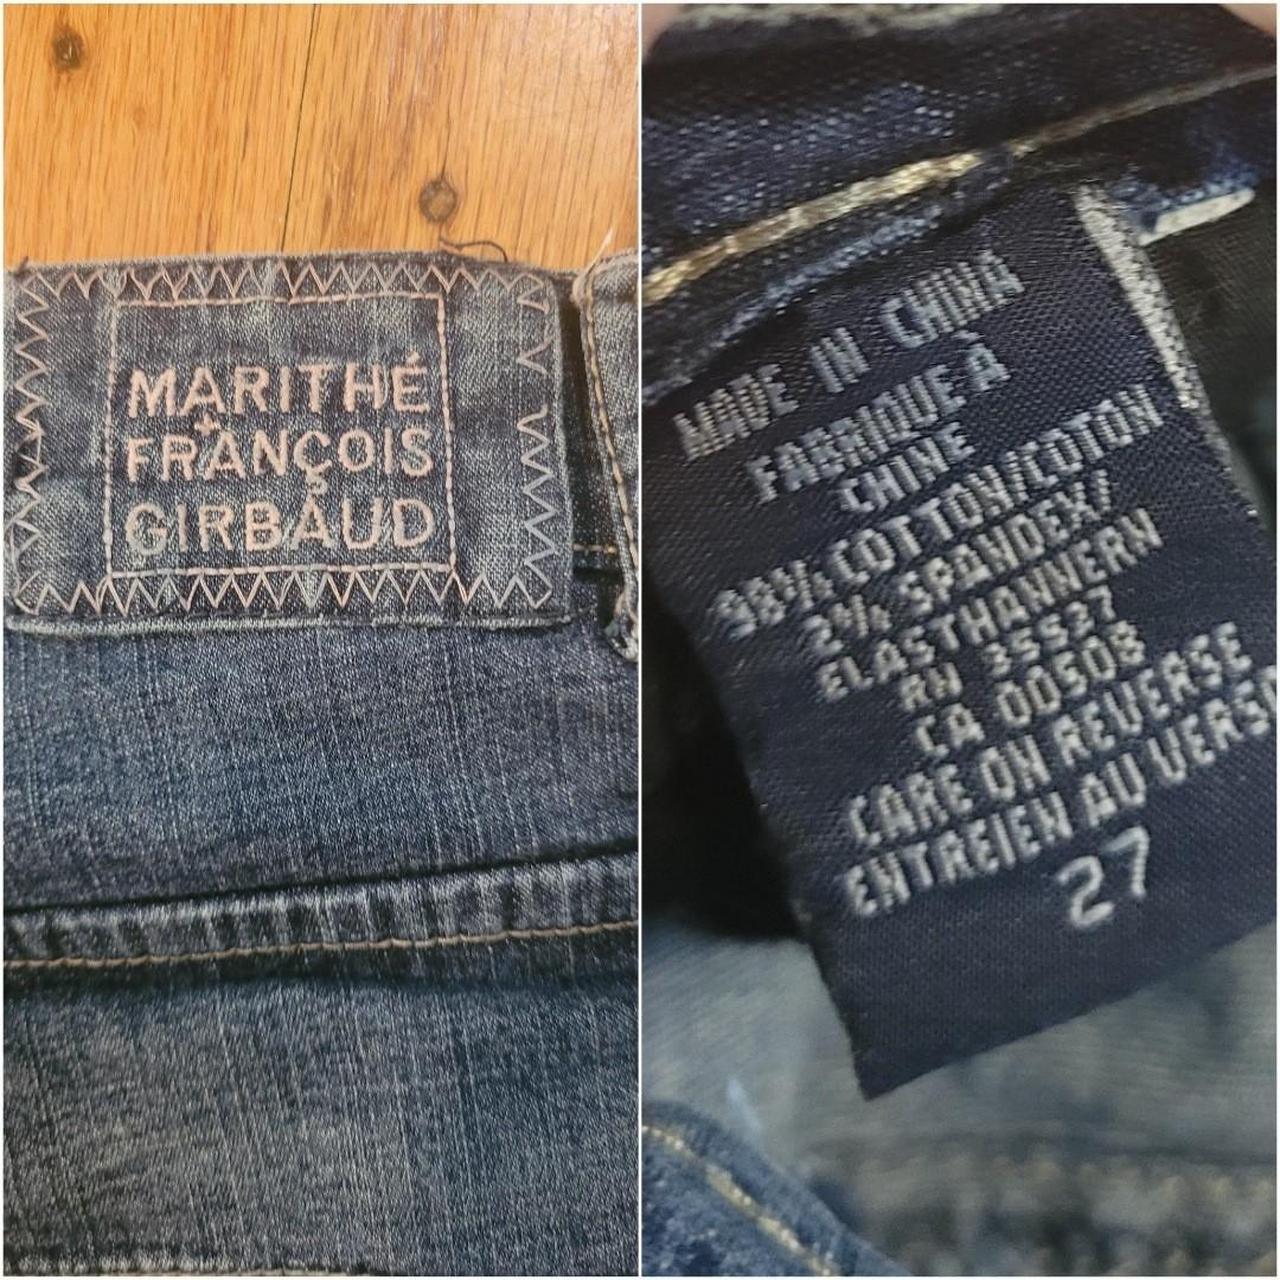 MARITHÉ
+
FRANÇOIS
GIRBAUD
MADE IN CHINA
FABRIQUE À
CHINE
98% COTTON/COTON
2% SPANDEX/
ELASTHANNERN
RN 35527
CA 00508
CARE ON REVERSE
ENTREIEN AU VERSE
27